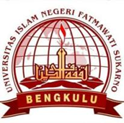 UNIVERSITAS ISLAM NEGERI FATMAWATI SUKARNO
BENGKULU